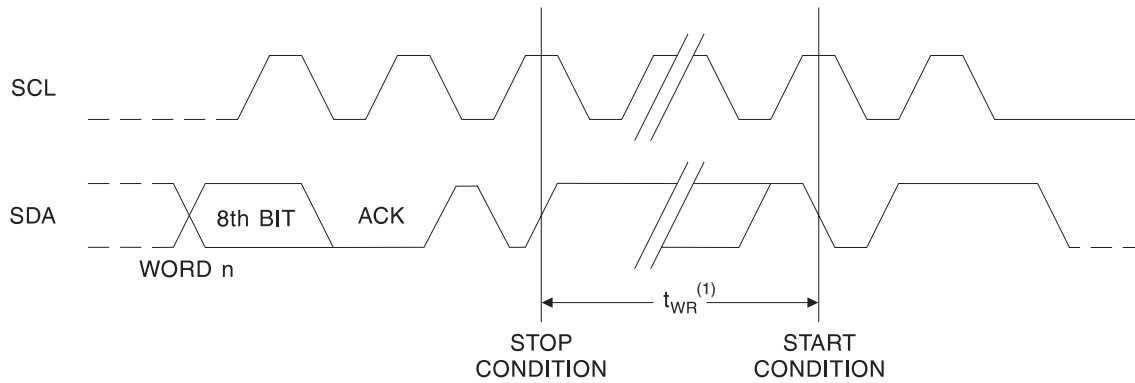 SCL
SDA
8th BIT
ACK
WORD n
tWR(1)
STOP
CONDITION
START
CONDITION